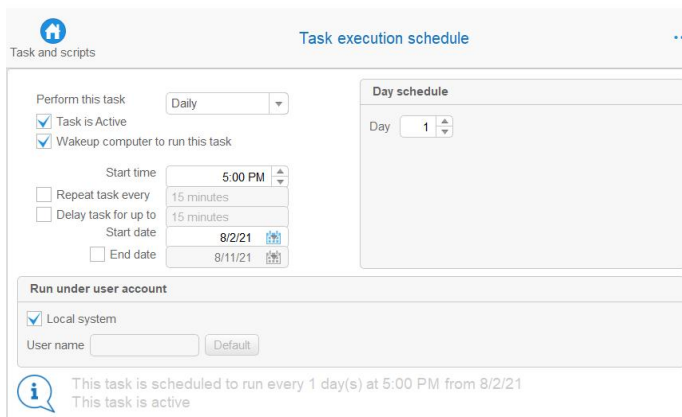 Task and scripts
Task execution schedule
Perform this task Daily
Task is Active
Wakeup computer to run this task
Start time 5:00 PM
Repeat task every 15 minutes
Delay task for up to 15 minutes
Start date 8/2/21
End date 8/11/21
Day schedule
Day 1
Run under user account
Local system
User name Default
This task is scheduled to run every 1 day(s) at 5:00 PM from 8/2/21
This task is active